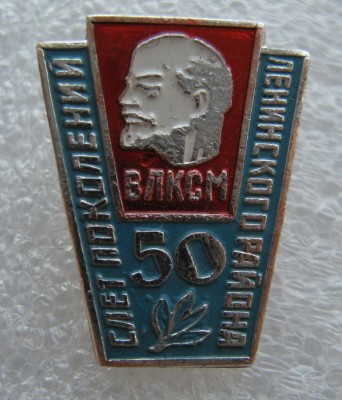 ВЛКСМ
50
СЛЕТ ПОКОЛЕНИЙ
ЛЕНИНСКОГО РАЙОНА